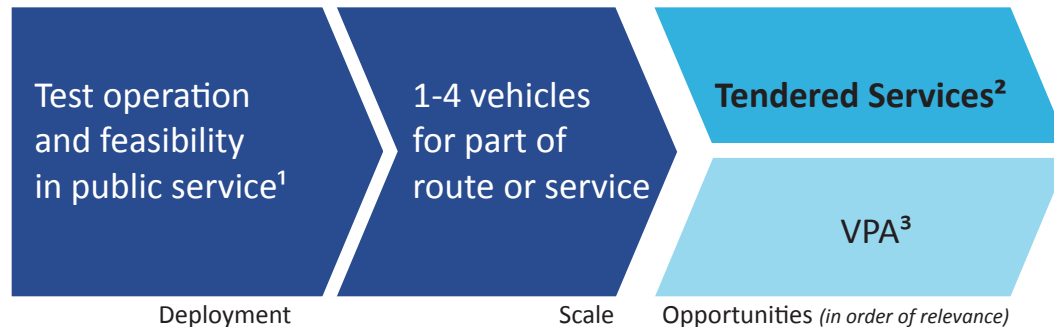 Test operation
and feasibility
in public service¹
1-4 vehicles
for part of
route or service
Tendered Services²
VPA³
Deployment
Scale
Opportunities (in order of relevance)